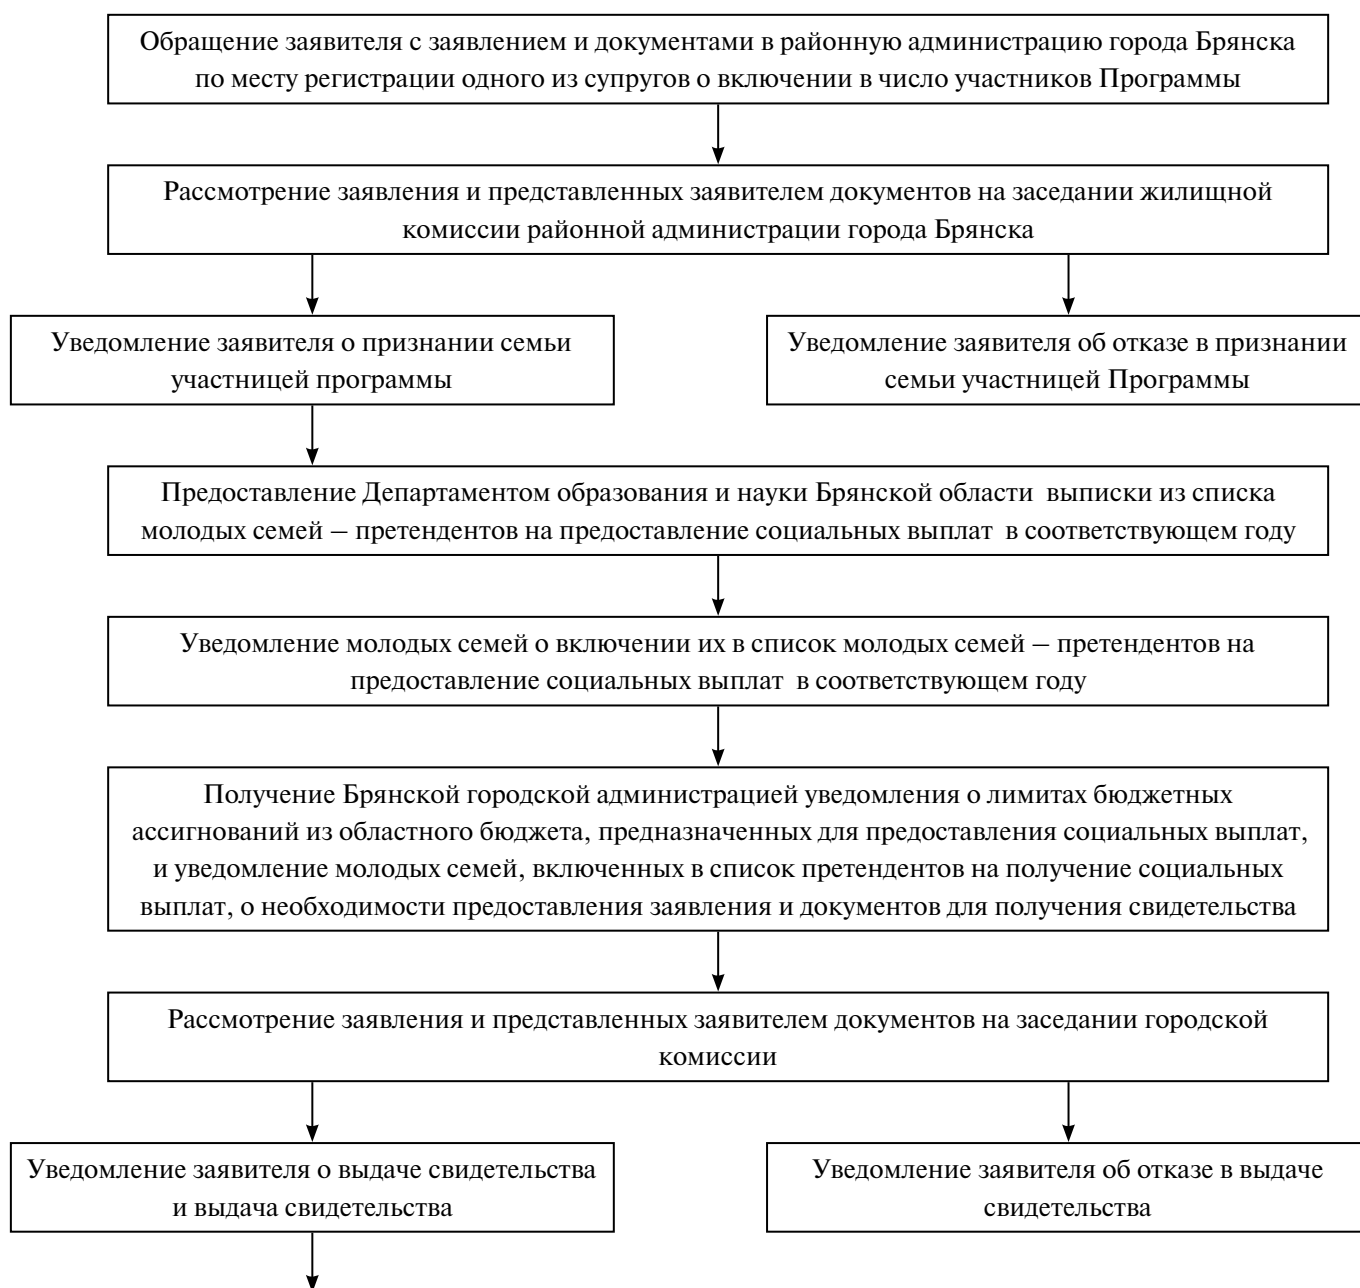 Обращение заявителя с заявлением и документами в районную администрацию города Брянска
по месту регистрации одного из супругов о включении в число участников Программы
Рассмотрение заявления и представленных заявителем документов на заседании жилищной
комиссии районной администрации города Брянска
Уведомление заявителя о признании семьи
участницей программы
Уведомление заявителя об отказе в признании
семьи участницей Программы
Предоставление Департаментом образования и науки Брянской области выписки из списка
молодых семей – претендентов на предоставление социальных выплат в соответствующем году
Уведомление молодых семей о включении их в список молодых семей – претендентов на
предоставление социальных выплат в соответствующем году
Получение Брянской городской администрацией уведомления о лимитах бюджетных
ассигнований из областного бюджета, предназначенных для предоставления социальных выплат,
и уведомление молодых семей, включенных в список претендентов на получение социальных
выплат, о необходимости предоставления заявления и документов для получения свидетельства
Рассмотрение заявления и представленных заявителем документов на заседании городской
комиссии
Уведомление заявителя о выдаче свидетельства
и выдача свидетельства
Уведомление заявителя об отказе в выдаче
свидетельства